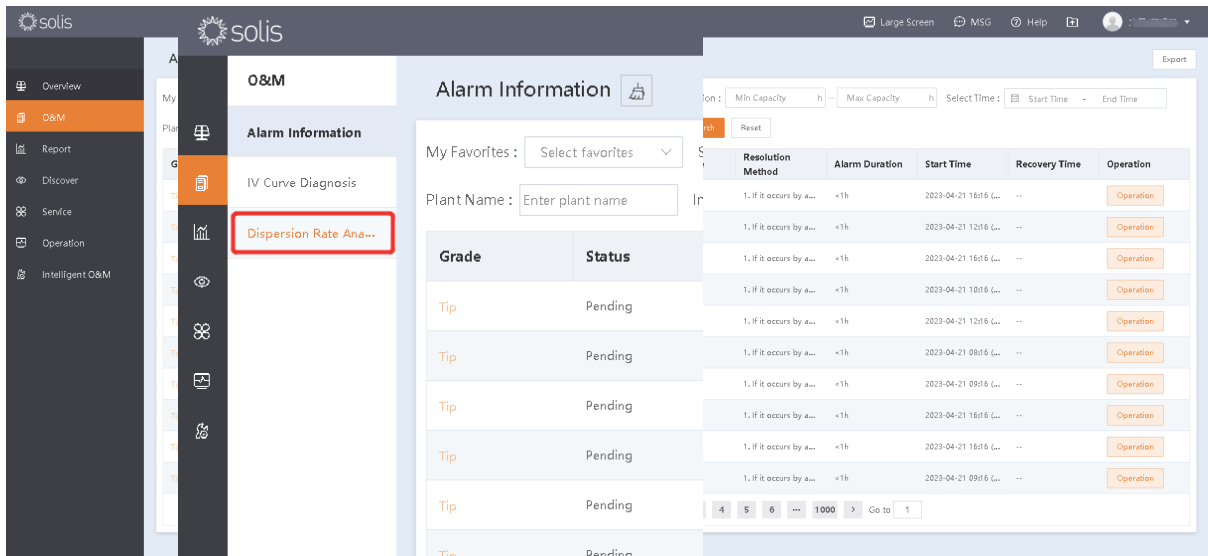 solis
Large Screen
MSG
Help
Overview
O&M
Report
Discover
Service
Operation
Intelligent O&M
A
My
Plan
G
solis
O&M
Alarm Information
IV Curve Diagnosis
Dispersion Rate Ana...
Alarm Information
My Favorites :
Select favorites
S
Plant Name :
Enter plant name
In
Grade
Status
Tip
Pending
Tip
Pending
Tip
Pending
Tip
Pending
Tip
Pending
Tip
Pending
Export
ion :
Min Capacity
h
–
Max Capacity
h
Select Time :
Start Time
-
End Time
rch
Reset
Resolution Method
Alarm Duration
Start Time
Recovery Time
Operation
1. If it occurs by a... <1h 2023-04-21 16:16 (... -- Operation
1. If it occurs by a... <1h 2023-04-21 12:16 (... -- Operation
1. If it occurs by a... <1h 2023-04-21 16:16 (... -- Operation
1. If it occurs by a... <1h 2023-04-21 10:16 (... -- Operation
1. If it occurs by a... <1h 2023-04-21 12:16 (... -- Operation
1. If it occurs by a... <1h 2023-04-21 08:16 (... -- Operation
1. If it occurs by a... <1h 2023-04-21 09:16 (... -- Operation
1. If it occurs by a... <1h 2023-04-21 16:16 (... -- Operation
1. If it occurs by a... <1h 2023-04-21 16:16 (... -- Operation
1. If it occurs by a... <1h 2023-04-21 09:16 (... -- Operation
4 5 6 ... 1000 > Go to 1